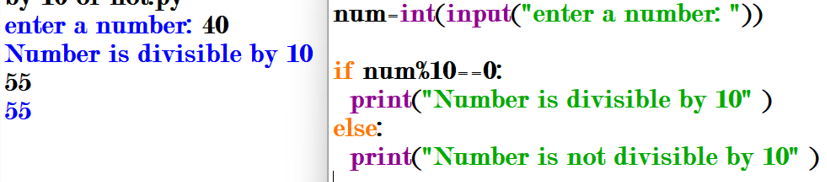 by 10 or not.py
enter a number: 40
Number is divisible by 10
55
55
num=int(input("enter a number: "))
if num%10==0:
print("Number is divisible by 10" )
else:
print("Number is not divisible by 10" )